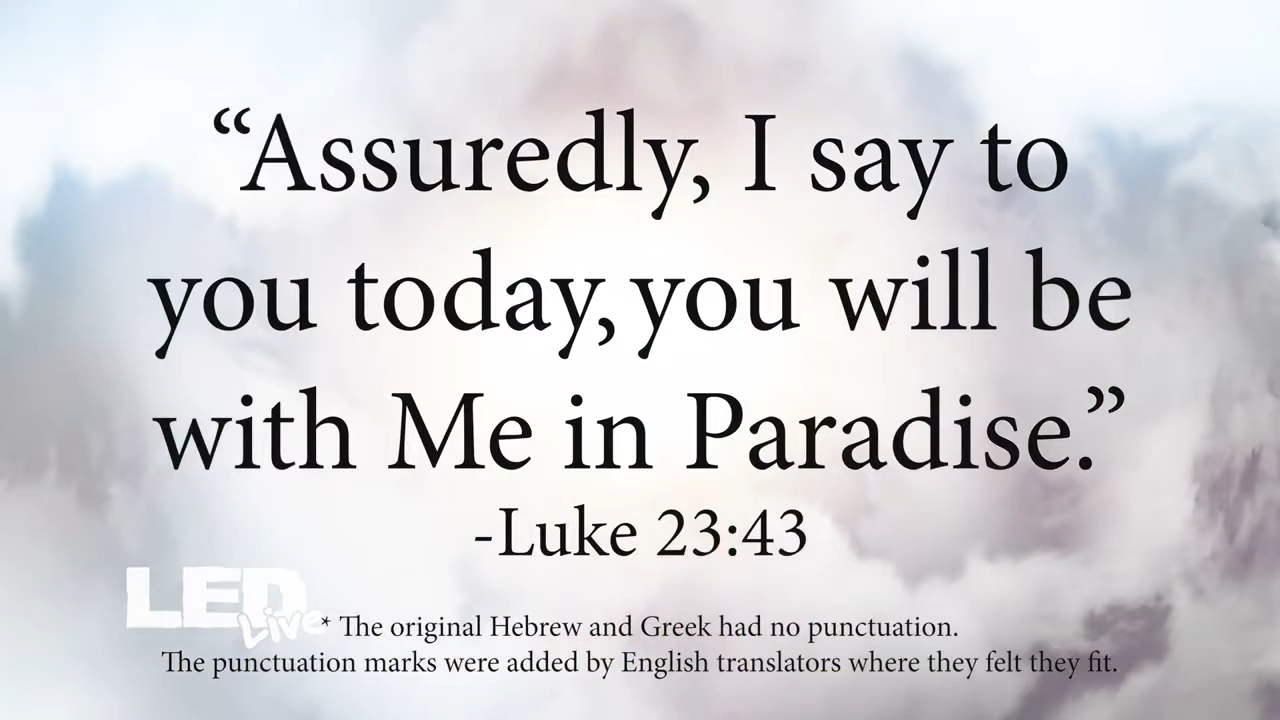 “Assuredly, I say to
you today, you will be
with Me in Paradise.”
-Luke 23:43
LED
Live
* The original Hebrew and Greek had no punctuation.
The punctuation marks were added by English translators where they felt they fit.